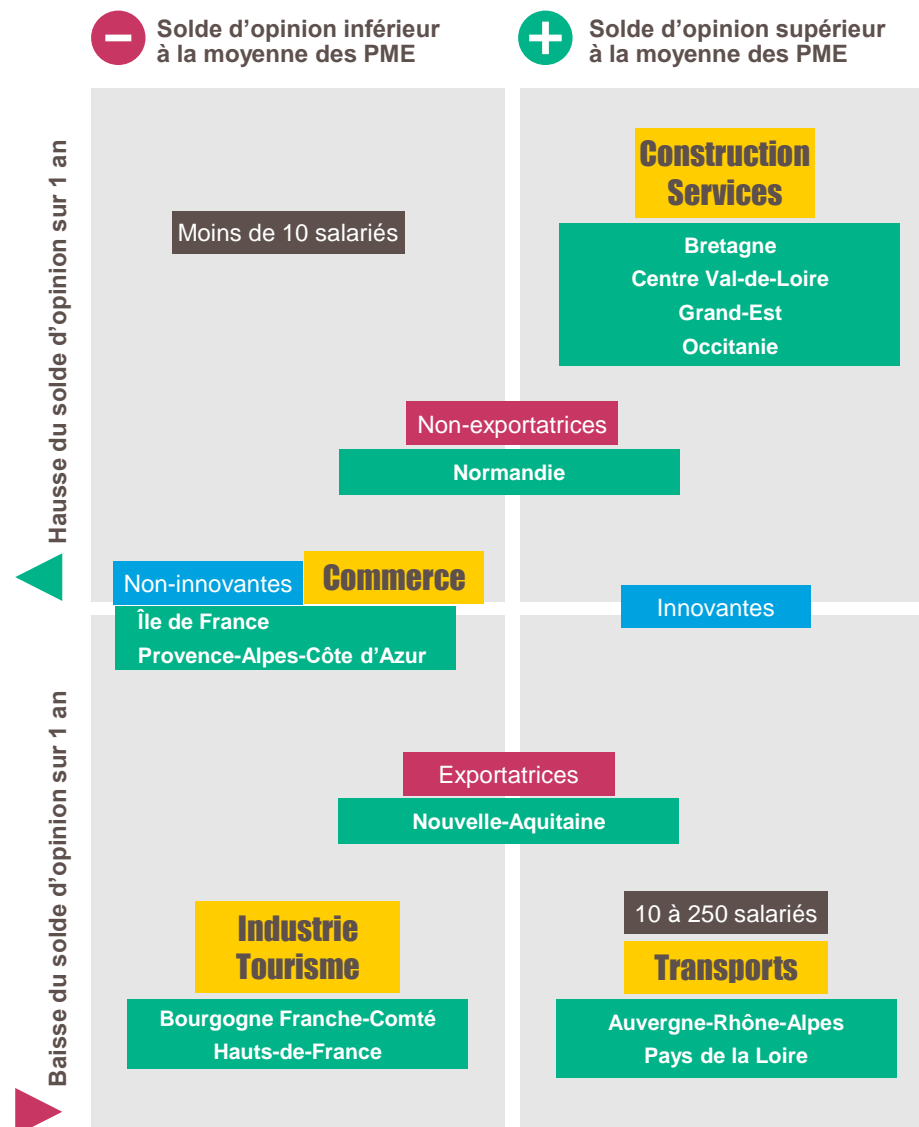 Solde d’opinion inférieur
à la moyenne des PME
Solde d’opinion supérieur
à la moyenne des PME
Hausse du solde d’opinion sur 1 an
Construction
Services
Moins de 10 salariés
Bretagne
Centre Val-de-Loire
Grand-Est
Occitanie
Non-exportatrices
Normandie
Non-innovantes
Commerce
Innovantes
Île de France
Provence-Alpes-Côte d’Azur
Baisse du solde d’opinion sur 1 an
Exportatrices
Nouvelle-Aquitaine
Industrie
Tourisme
10 à 250 salariés
Transports
Bourgogne Franche-Comté
Hauts-de-France
Auvergne-Rhône-Alpes
Pays de la Loire